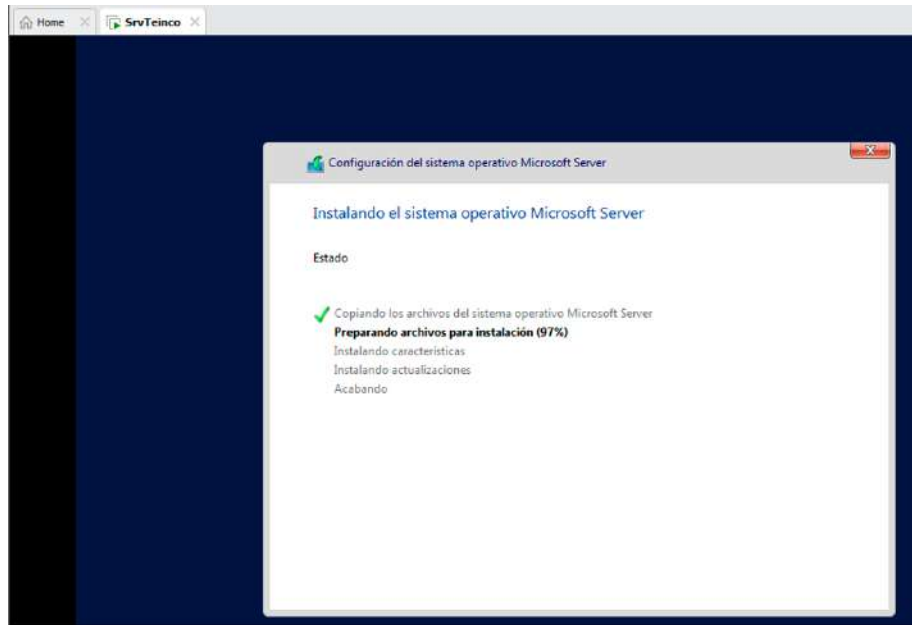 Home SrvTeinco
Configuración del sistema operativo Microsoft Server
Instalando el sistema operativo Microsoft Server
Estado
Copiando los archivos del sistema operativo Microsoft Server
Preparando archivos para instalación (97%)
Instalando características
Instalando actualizaciones
Acabando